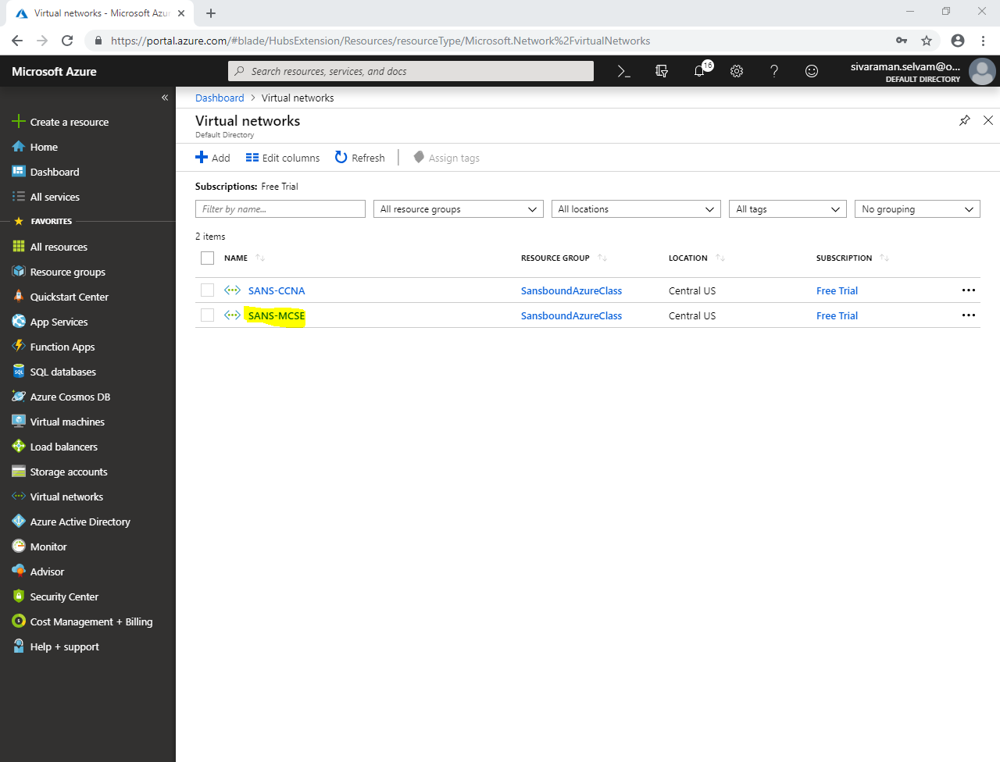 Virtual networks - Microsoft Azur
https://portal.azure.com/#blade/HubsExtension/Resources/resourceType/Microsoft.Network%2FvirtualNetworks
Microsoft Azure
Search resources, services, and docs
16
sivaraman.selvam@o...
DEFAULT DIRECTORY
Create a resource
Home
Dashboard
All services
FAVORITES
All resources
Resource groups
Quickstart Center
App Services
Function Apps
SQL databases
Azure Cosmos DB
Virtual machines
Load balancers
Storage accounts
Virtual networks
Azure Active Directory
Monitor
Advisor
Security Center
Cost Management + Billing
Help + support
Dashboard > Virtual networks
Virtual networks
Default Directory
Add Edit columns Refresh Assign tags
Subscriptions: Free Trial
Filter by name... All resource groups All locations All tags No grouping
2 items
NAME RESOURCE GROUP LOCATION SUBSCRIPTION
SANS-CCNA SansboundAzureClass Central US Free Trial
SANS-MCSE SansboundAzureClass Central US Free Trial